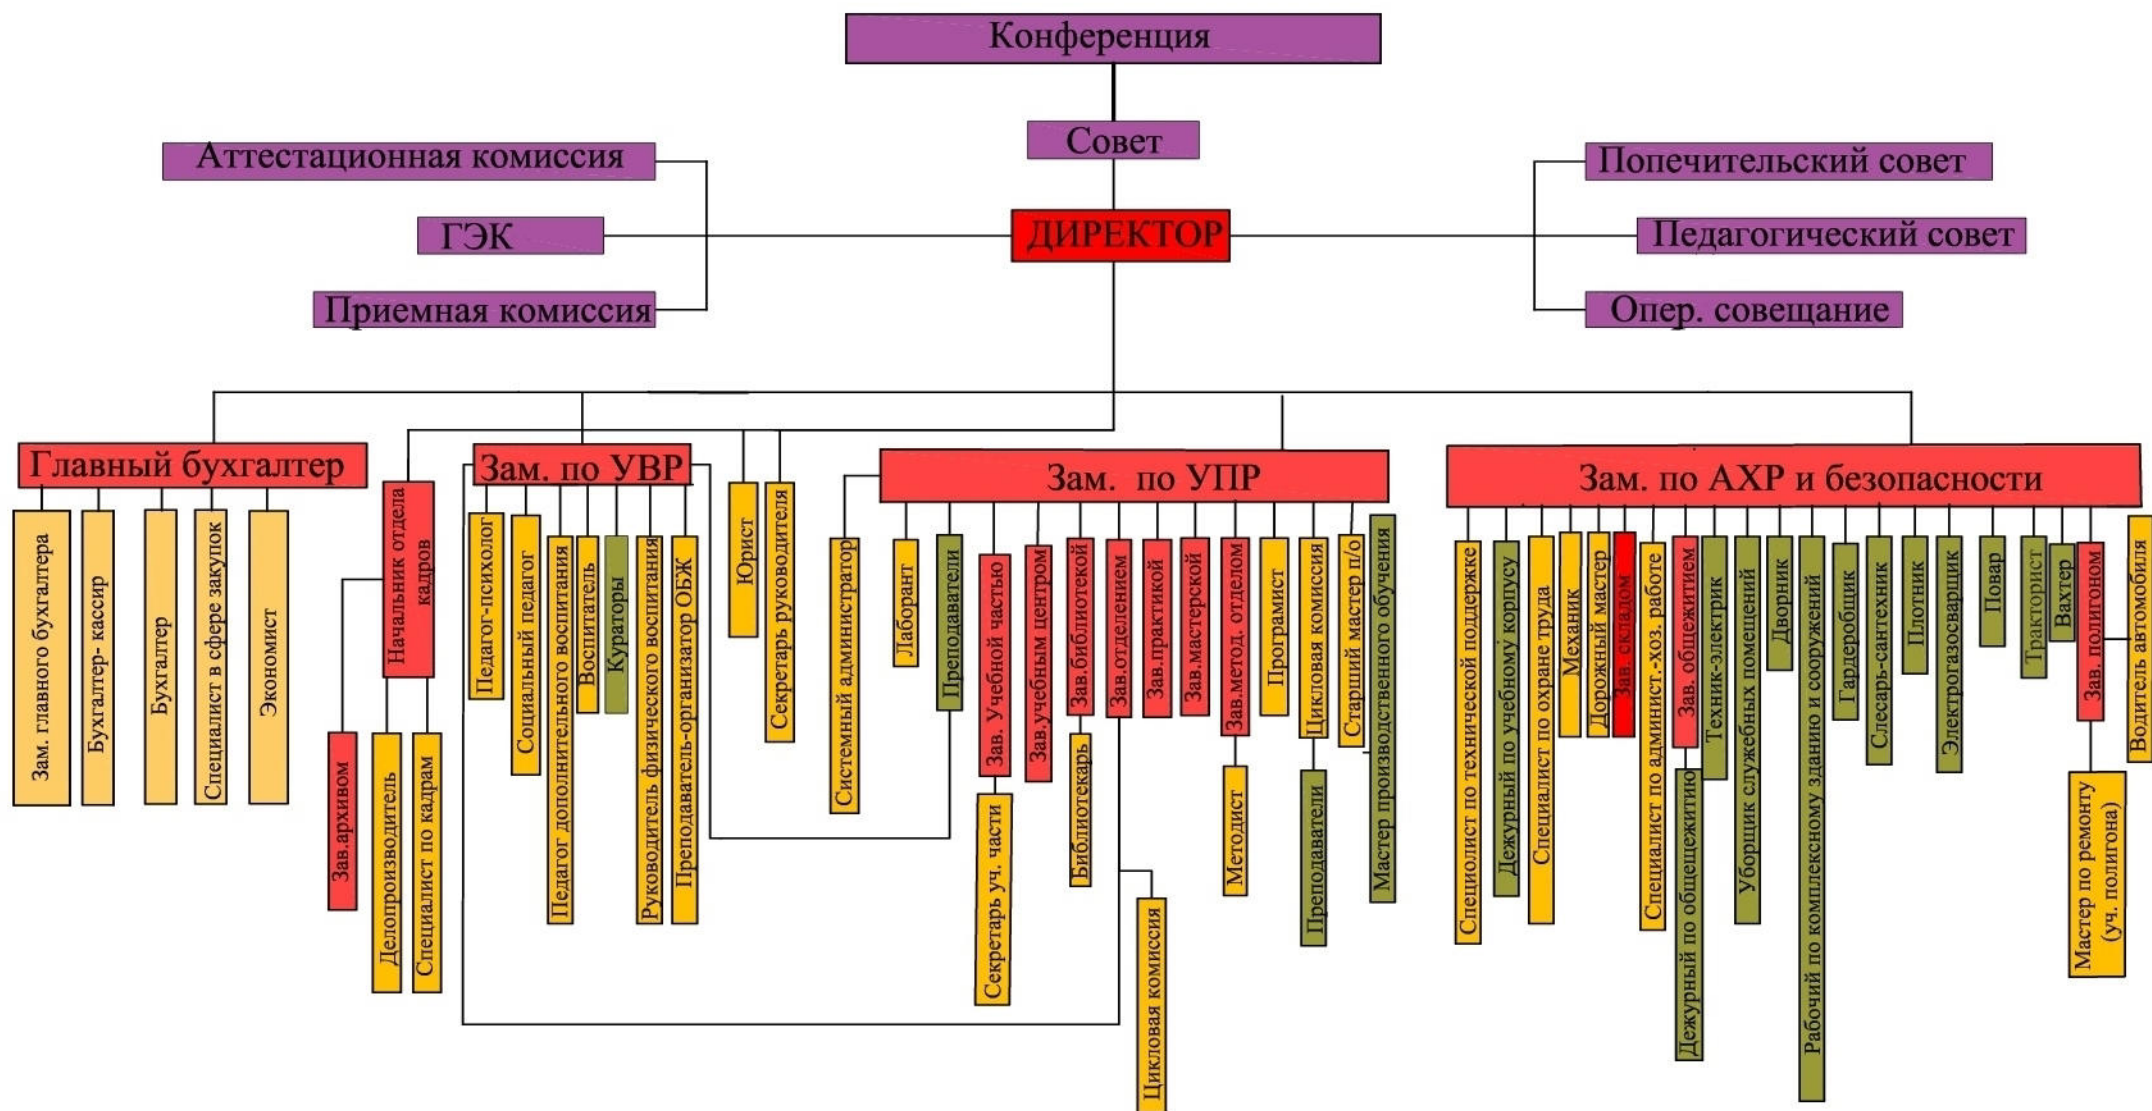 Конференция
Совет
Аттестационная комиссия
Попечительский совет
ГЭК
ДИРЕКТОР
Педагогический совет
Приемная комиссия
Опер. совещание
Главный бухгалтер
Зам. по УВР
Зам. по УПР
Зам. по АХР и безопасности
Зам. главного бухгалтера
Бухгалтер- кассир
Бухгалтер
Специалист в сфере закупок
Экономист
Начальник отдела
кадров
Зав.архивом
Делопроизводитель
Специалист по кадрам
Педагог-психолог
Социальный педагог
Педагог дополнительного воспитания
Воспитатель
Кураторы
Руководитель физического воспитания
Преподаватель-организатор ОБЖ
Юрист
Секретарь руководителя
Системный администратор
Лаборант
Преподаватели
Зав. Учебной частью
Секретарь уч. части
Зав.учебным центром
Зав.библиотекой
Библиотекарь
Зав.отделением
Цикловая комиссия
Зав.практикой
Зав.мастерской
Зав.метод. отделом
Методист
Програмист
Цикловая комиссия
Преподаватели
Старший мастер п/о
Мастер производственного обучения
Специолист по технической поддержке
Дежурный по учебному корпусу
Специалист по охране труда
Механик
Дорожный мастер
Зав. складом
Специалист по админист.-хоз. работе
Зав. общежитием
Дежурный по общещежитию
Техник-электрик
Уборщик служебных помещений
Дворник
Рабочий по комплексному зданию и сооружений
Гардеробщик
Слесарь-сантехник
Плотник
Электрогазосварщик
Повар
Тракторист
Вахтер
Зав. полигоном
Мастер по ремонту
(уч. полигона)
Водитель автомобиля